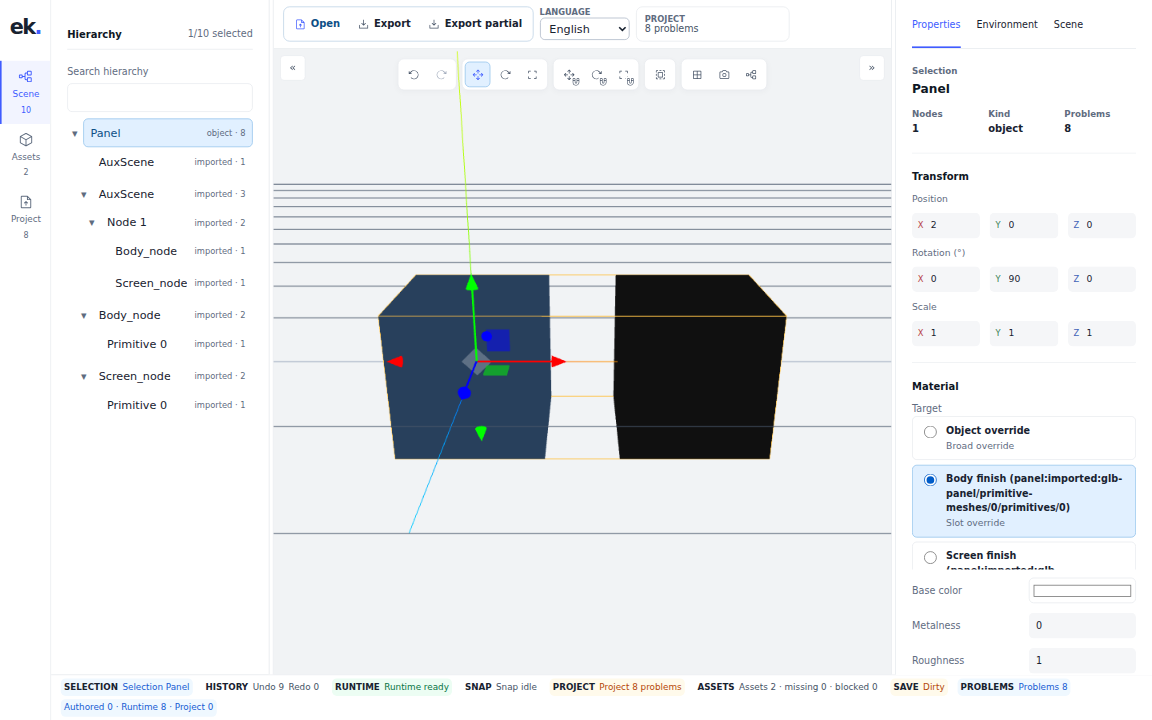 ek.
Scene
10
Assets
2
Project
8
Hierarchy
1/10 selected
Search hierarchy
▼ Panel object · 8
AuxScene imported · 1
▼ AuxScene imported · 3
▼ Node 1 imported · 2
Body_node imported · 1
Screen_node imported · 1
▼ Body_node imported · 2
Primitive 0 imported · 1
▼ Screen_node imported · 2
Primitive 0 imported · 1
Open Export Export partial
LANGUAGE
English
PROJECT
8 problems
«
»
Properties Environment Scene
Selection
Panel
Nodes Kind Problems
1 object 8
Transform
Position
X 2 Y 0 Z 0
Rotation (°)
X 0 Y 90 Z 0
Scale
X 1 Y 1 Z 1
Material
Target
Object override
Broad override
Body finish (panel:imported:glb-
panel/primitive-
meshes/0/primitives/0)
Slot override
Screen finish
(panel:imported:glb-
Base color
Metalness 0
Roughness 1
SELECTION Selection Panel HISTORY Undo 9 Redo 0 RUNTIME Runtime ready SNAP Snap idle PROJECT Project 8 problems ASSETS Assets 2 · missing 0 · blocked 0 SAVE Dirty PROBLEMS Problems 8
Authored 0 · Runtime 8 · Project 0